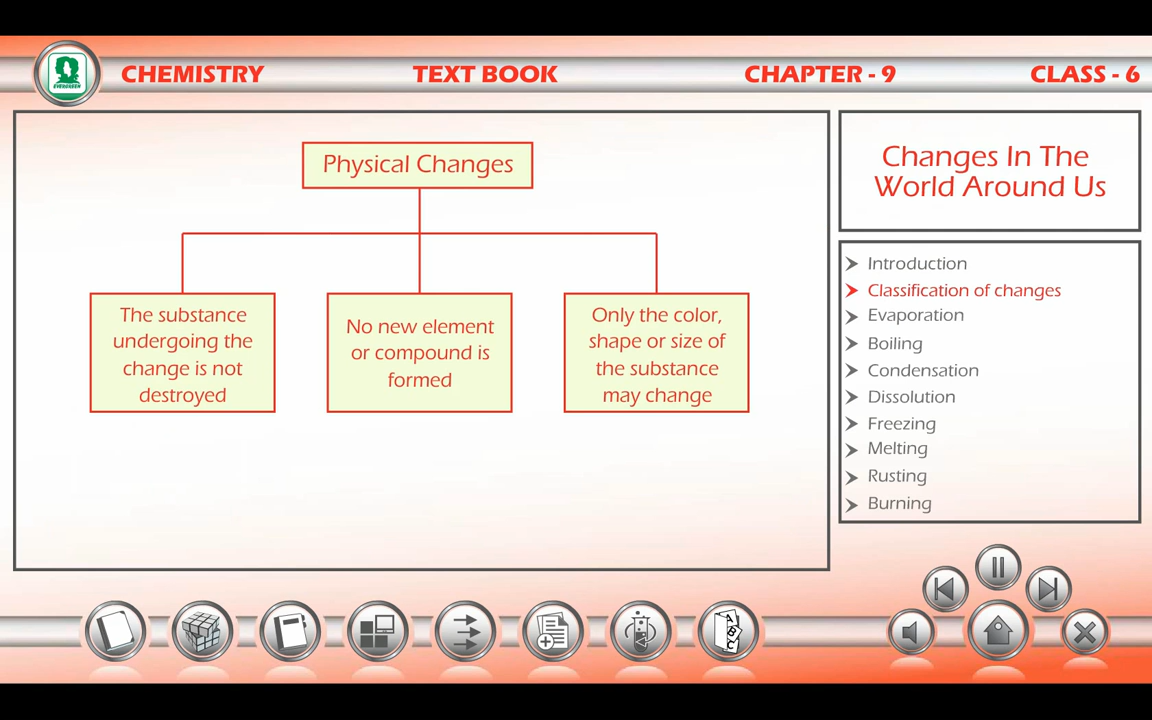 CHEMISTRY TEXT BOOK CHAPTER - 9 CLASS - 6
EVERGREEN
Physical Changes
The substance
undergoing the
change is not
destroyed
No new element
or compound is
formed
Only the color,
shape or size of
the substance
may change
Changes In The
World Around Us
Introduction
Classification of changes
Evaporation
Boiling
Condensation
Dissolution
Freezing
Melting
Rusting
Burning
A
B
C